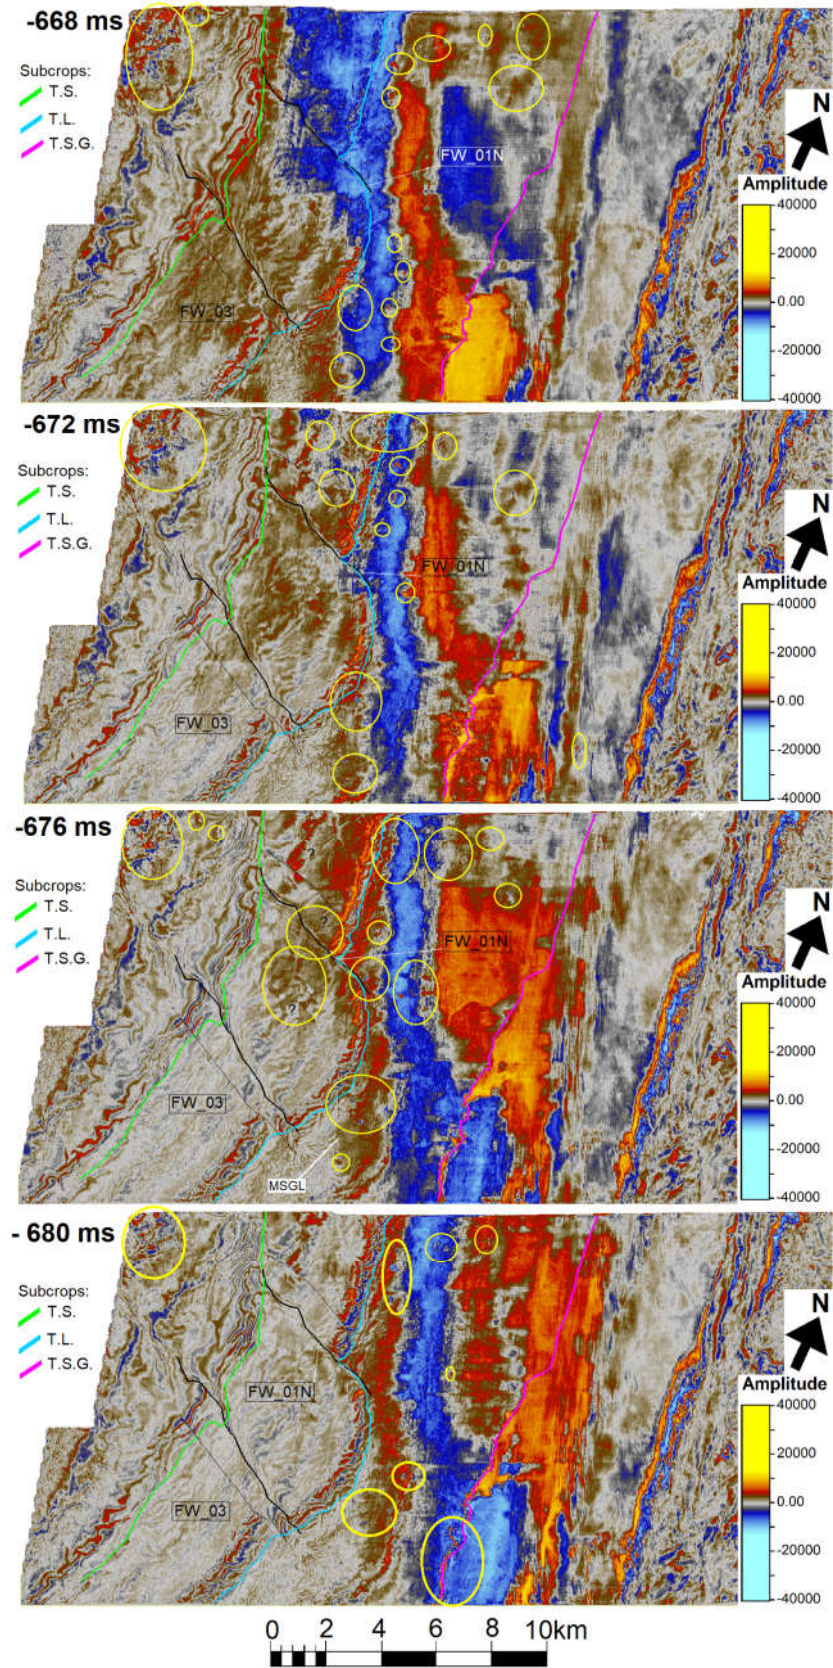 -668 ms
Subcrops:
T.S.
T.L.
T.S.G.
FW_01N
FW_03
N
Amplitude
40000
20000
0.00
-20000
-40000
-672 ms
Subcrops:
T.S.
T.L.
T.S.G.
FW_01N
FW_03
N
Amplitude
40000
20000
0.00
-20000
-40000
-676 ms
Subcrops:
T.S.
T.L.
T.S.G.
?
FW_01N
?
FW_03
MSGL
N
Amplitude
40000
20000
0.00
-20000
-40000
- 680 ms
Subcrops:
T.S.
T.L.
T.S.G.
FW_01N
FW_03
N
Amplitude
40000
20000
0.00
-20000
-40000
0 2 4 6 8 10km